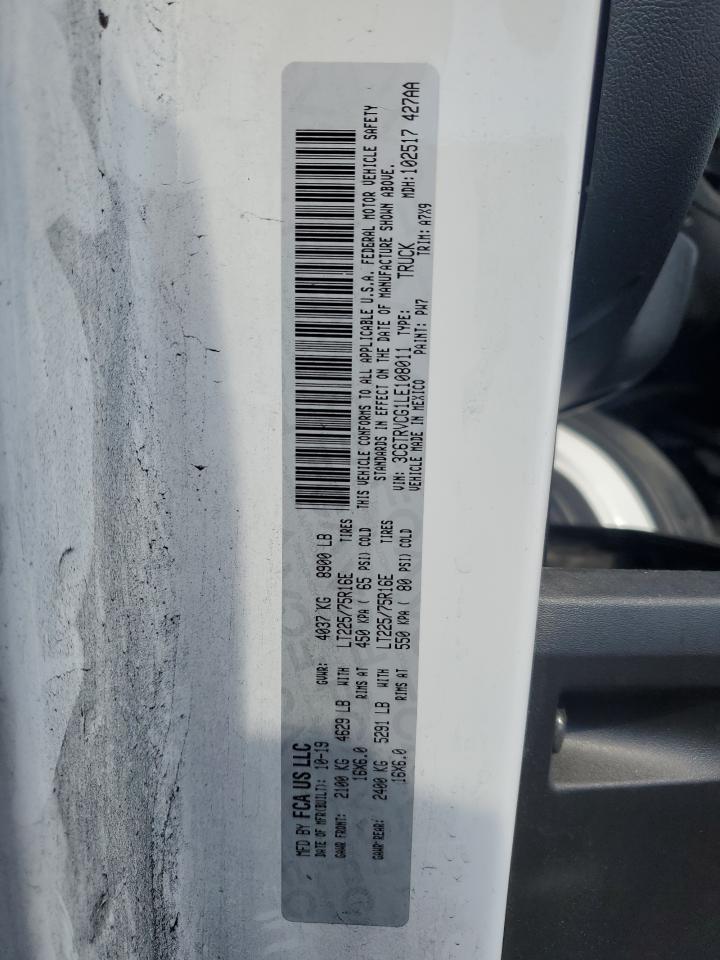 MFD BY FCA US LLC
DATE OF MFR(BUILT): 10-19 GVWR: 4037 KG 8900 LB
GAWR FRONT: 2100 KG 4629 LB WITH LT225/75R16E TIRES
16X6.0 RIMS AT 450 KPA ( 65 PSI) COLD
GAWR REAR: 2400 KG 5291 LB WITH LT225/75R16E TIRES
16X6.0 RIMS AT 550 KPA ( 80 PSI) COLD
THIS VEHICLE CONFORMS TO ALL APPLICABLE U.S.A. FEDERAL MOTOR VEHICLE SAFETY
STANDARDS IN EFFECT ON THE DATE OF MANUFACTURE SHOWN ABOVE.
VIN: 3C6TRVCG1LE108011 TYPE: TRUCK MDH:102517 427AA
VEHICLE MADE IN MEXICO PAINT: PW7 TRIM: A7X9